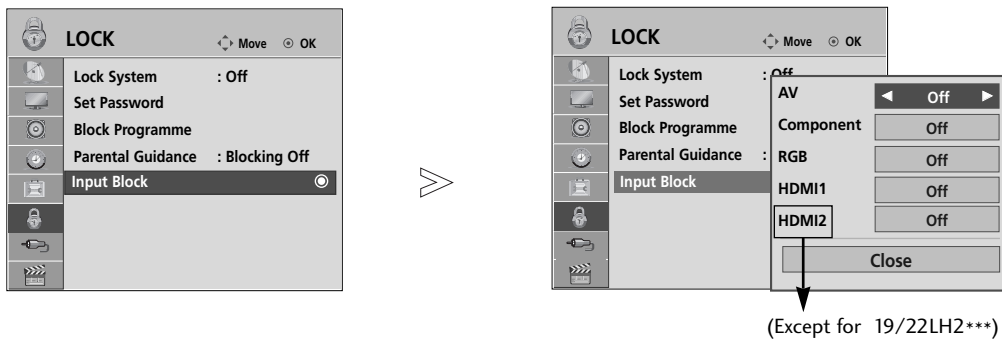 LOCK
Move OK
Lock System : Off
Set Password
Block Programme
Parental Guidance : Blocking Off
Input Block
LOCK
Move OK
Lock System : Off
Set Password
Block Programme
Parental Guidance :
Input Block
AV Off
Component Off
RGB Off
HDMI1 Off
HDMI2 Off
Close
(Except for 19/22LH2***)